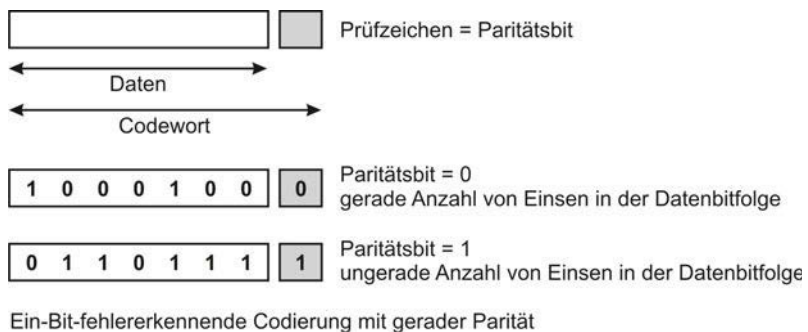 Prüfzeichen = Paritätsbit
Daten
Codewort
1 0 0 0 1 0 0 0
Paritätsbit = 0
gerade Anzahl von Einsen in der Datenbitfolge
0 1 1 0 1 1 1 1
Paritätsbit = 1
ungerade Anzahl von Einsen in der Datenbitfolge
Ein-Bit-fehlererkennende Codierung mit gerader Parität